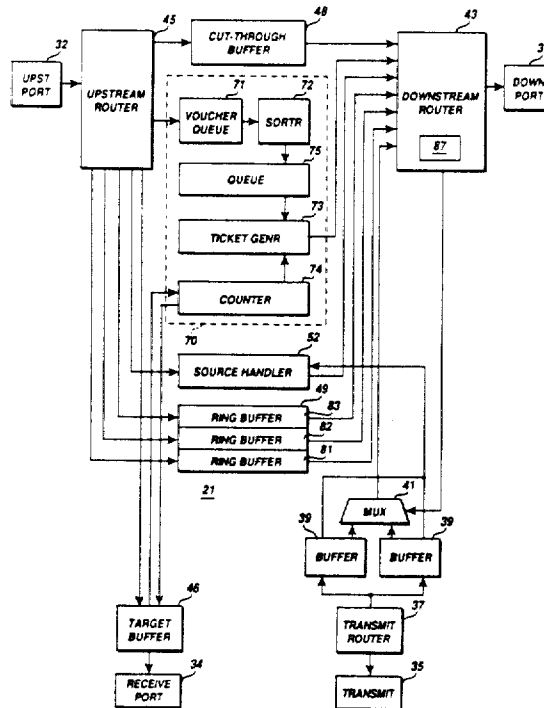 32
UPST
PORT
45
UPSTREAM
ROUTER
48
CUT-THROUGH
BUFFER
43
DOWNSTREAM
ROUTER
87
DOWN
PORT
71
VOUCHER
QUEUE
72
SORTR
75
QUEUE
73
TICKET GENR
74
COUNTER
70
52
SOURCE HANDLER
49
RING BUFFER
83
RING BUFFER
82
RING BUFFER
81
21
41
MUX
39
BUFFER
39
BUFFER
46
TARGET
BUFFER
37
TRANSMIT
ROUTER
34
RECEIVE
PORT
35
TRANSMIT